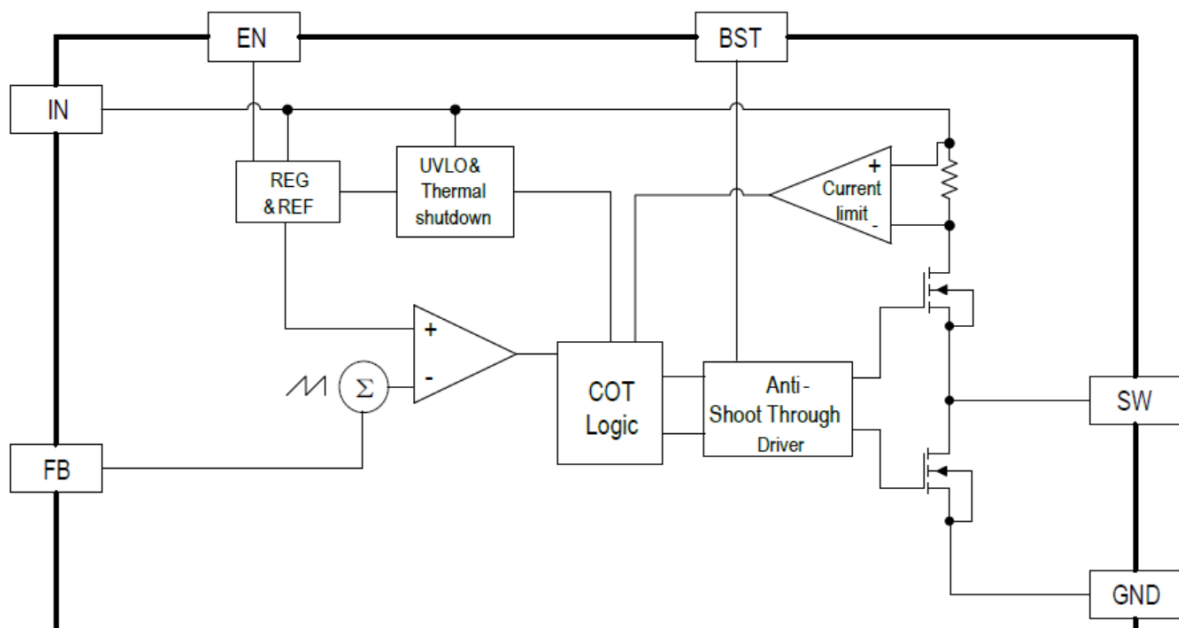 EN
BST
IN
REG
& REF
UVLO &
Thermal
shutdown
+
Current
limit
-
+
-
Σ
COT
Logic
Anti -
Shoot Through
Driver
SW
FB
GND